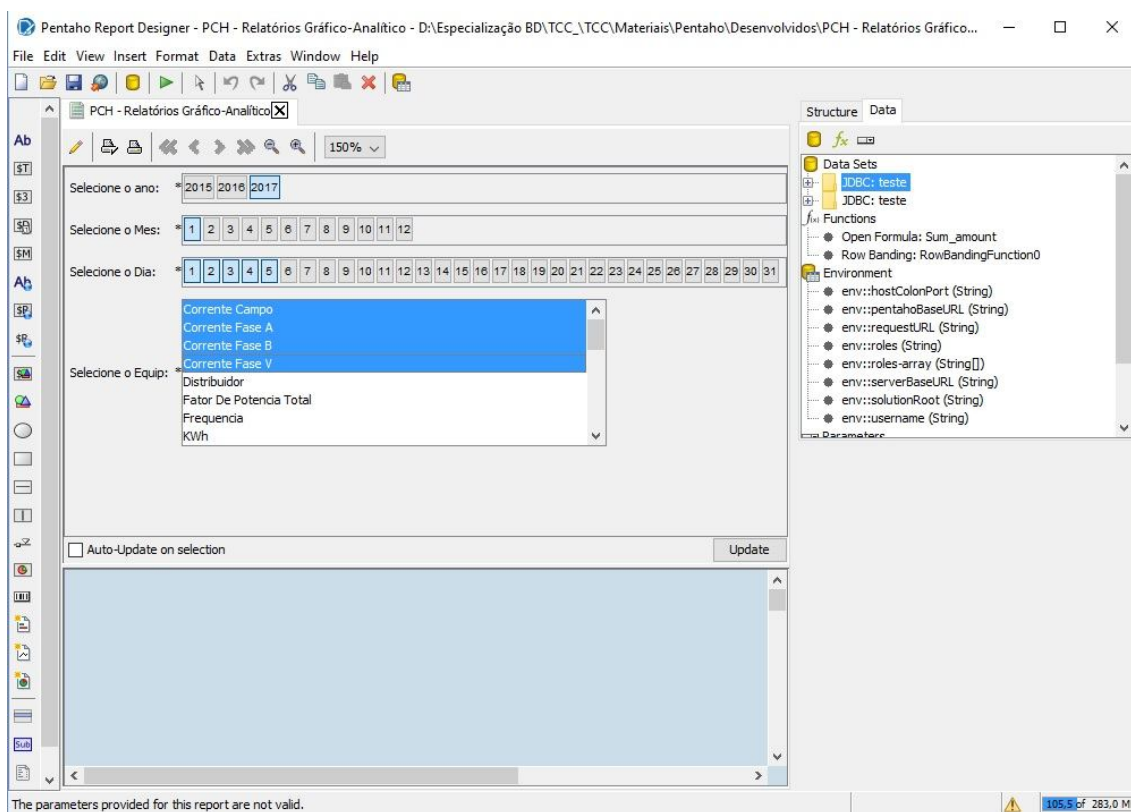 Pentaho Report Designer - PCH - Relatórios Gráfico-Analítico - D:\Especialização BD\TCC_\TCC\Materiais\Pentaho\Desenvolvidos\PCH - Relatórios Gráfico...
File Edit View Insert Format Data Extras Window Help
PCH - Relatórios Gráfico-Analítico
Structure Data
150%
Selecione o ano: * 2015 2016 2017
Selecione o Mes: * 1 2 3 4 5 6 7 8 9 10 11 12
Selecione o Dia: * 1 2 3 4 5 6 7 8 9 10 11 12 13 14 15 16 17 18 19 20 21 22 23 24 25 26 27 28 29 30 31
Selecione o Equip: *
Corrente Campo
Corrente Fase A
Corrente Fase B
Corrente Fase V
Distribuidor
Fator De Potencia Total
Frequencia
KWh
Auto-Update on selection
Update
Data Sets
JDBC: teste
JDBC: teste
Functions
Open Formula: Sum_amount
Row Banding: RowBandingFunction0
Environment
env::hostColonPort (String)
env::pentahoBaseURL (String)
env::requestURL (String)
env::roles (String)
env::roles-array (String[])
env::serverBaseURL (String)
env::solutionRoot (String)
env::username (String)
Parameters
Ab
$T
$3
$M
Ab
$P
Sub
The parameters provided for this report are not valid.
105,5 of 283,0 M